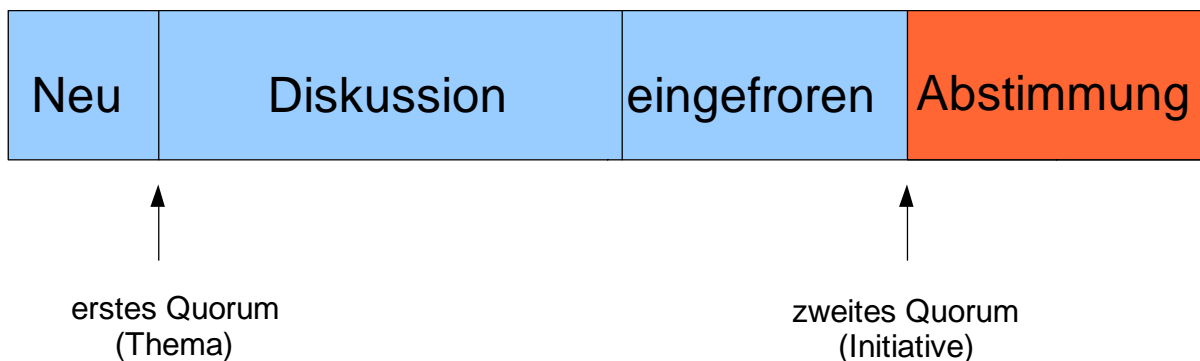 Neu Diskussion eingefroren Abstimmung
erstes Quorum
(Thema)
zweites Quorum
(Initiative)